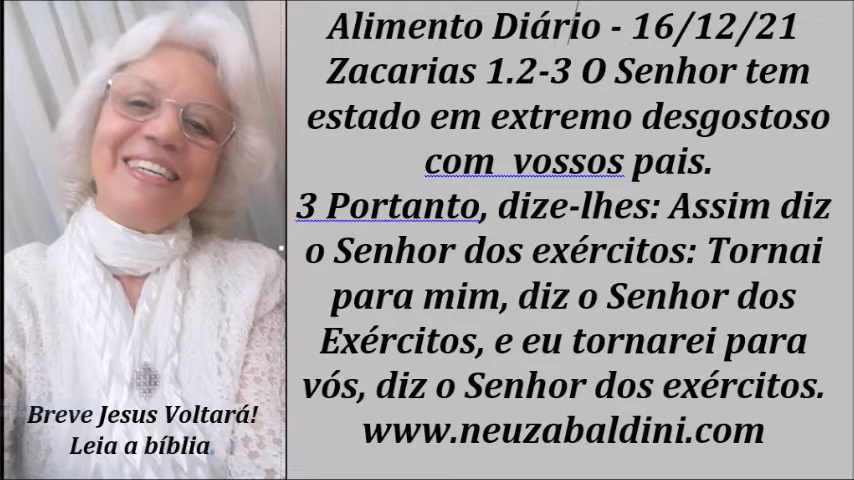 Alimento Diário - 16/12/21
Zacarias 1.2-3 O Senhor tem
estado em extremo desgostoso
com vossos pais.
3 Portanto, dize-lhes: Assim diz
o Senhor dos exércitos: Tornai
para mim, diz o Senhor dos
Exércitos, e eu tornarei para
vós, diz o Senhor dos exércitos.
www.neuzabaldini.com
Breve Jesus Voltará!
Leia a bíblia.